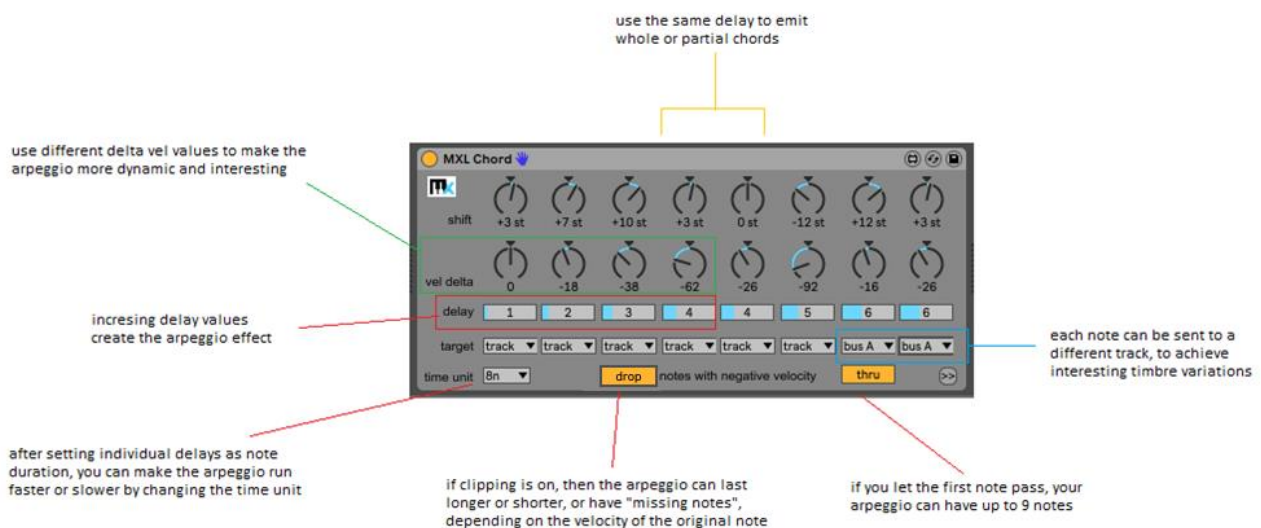 use the same delay to emit
whole or partial chords
use different delta vel values to make the
arpeggio more dynamic and interesting
MXL Chord
mx
shift
+3 st +7 st +10 st +3 st 0 st -12 st +12 st +3 st
vel delta
0 -18 -38 -62 -26 -92 -16 -26
incresing delay values
create the arpeggio effect
delay 1 2 3 4 4 5 6 6
target track track track track track track bus A bus A
each note can be sent to a
different track, to achieve
interesting timbre variations
time unit 8n drop notes with negative velocity thru >>
after setting individual delays as note
duration, you can make the arpeggio run
faster or slower by changing the time unit
if clipping is on, then the arpeggio can last
longer or shorter, or have "missing notes",
depending on the velocity of the original note
if you let the first note pass, your
arpeggio can have up to 9 notes